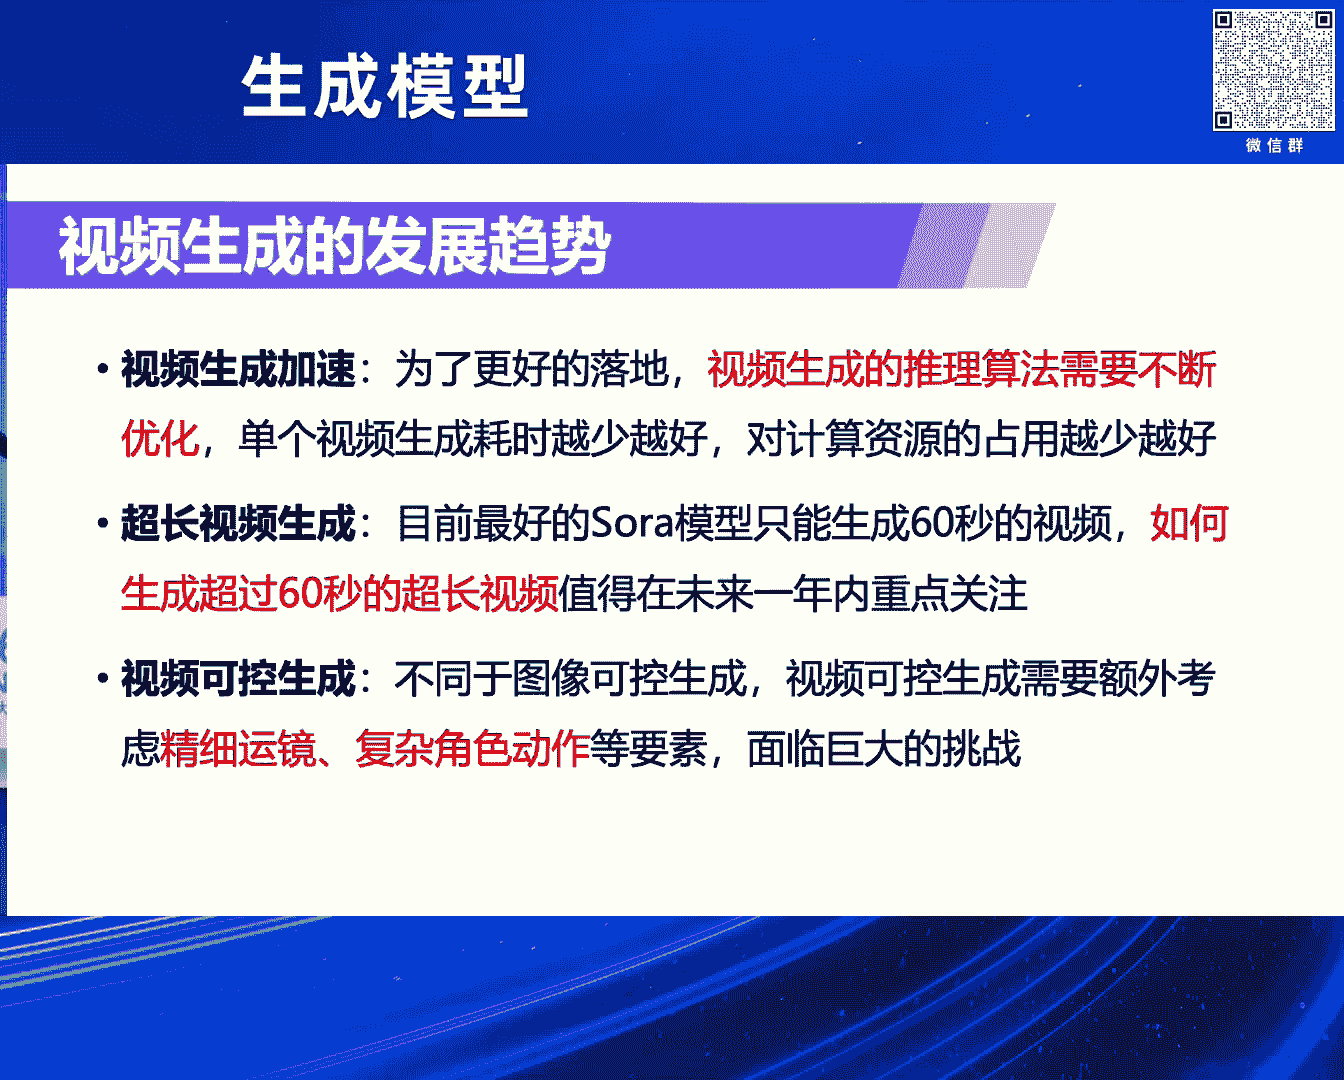 生成模型
微信群
视频生成的发展趋势
• 视频生成加速：为了更好的落地，视频生成的推理算法需要不断
优化，单个视频生成耗时越少越好，对计算资源的占用越少越好
• 超长视频生成：目前最好的Sora模型只能生成60秒的视频，如何
生成超过60秒的超长视频值得在未来一年内重点关注
• 视频可控生成：不同于图像可控生成，视频可控生成需要额外考
虑精细运镜、复杂角色动作等要素，面临巨大的挑战